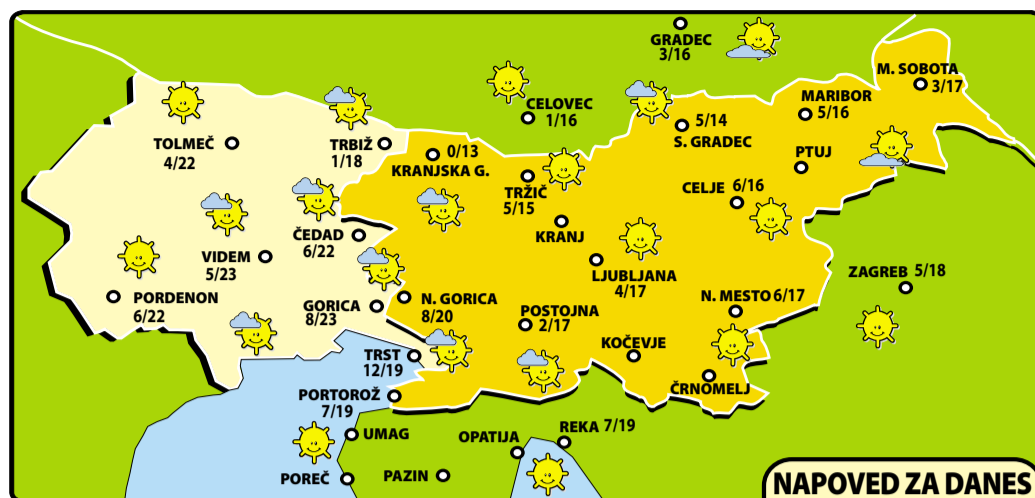 GRADEC
3/16
M. SOBOTA
3/17
CELOVEC
1/16
MARIBOR
5/16
5/14
S. GRADEC
TOLMEČ
4/22
TRBIŽ
1/18
0/13
KRANJSKA G.
PTUJ
TRŽIČ
5/15
CELJE 6/16
ČEDAD
6/22
KRANJ
VIDEM
5/23
LJUBLJANA
4/17
ZAGREB 5/18
PORDENON
6/22
GORICA
8/23
N. GORICA
8/20
POSTOJNA
2/17
N. MESTO 6/17
TRST
12/19
KOČEVJE
ČRNOMELJ
PORTOROŽ
7/19
UMAG
OPATIJA
REKA 7/19
POREČ
PAZIN
NAPOVED ZA DANES